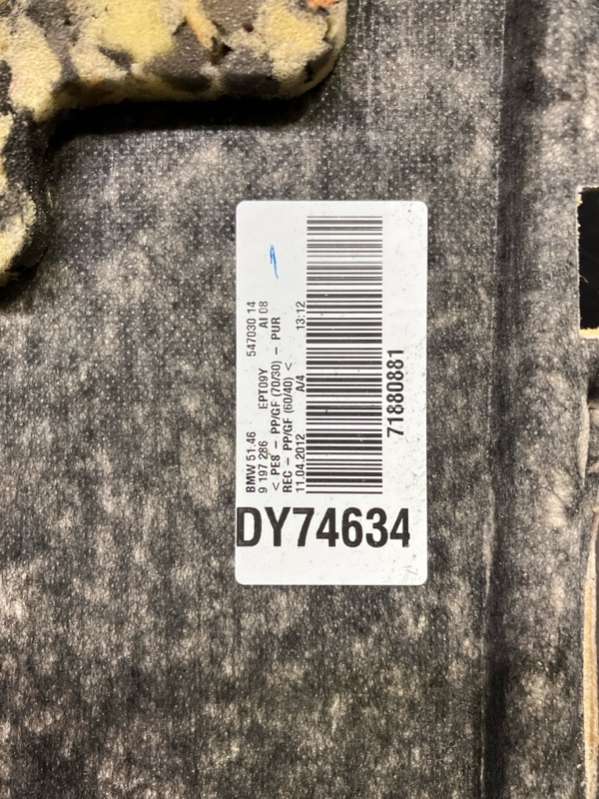 BMW 51.46 547030 14
9 197 286 EPT09Y AI 08
< PES - PP/GF (70/30) - PUR
REC - PP/GF (60/40) <
11.04.2012 A/4 13:12
71880881
DY74634